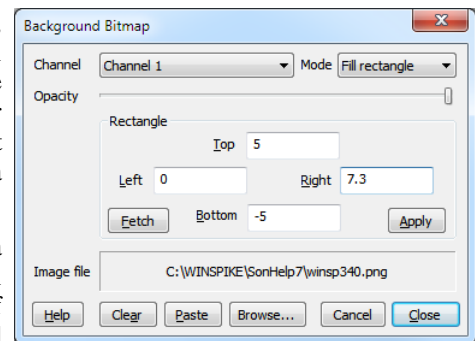 Background Bitmap
Channel Channel 1 Mode Fill rectangle
Opacity
Rectangle
Top 5
Left 0 Right 7.3
Fetch Bottom -5 Apply
Image file C:\WINSPIKE\SonHelp7\winsp340.png
Help Clear Paste Browse... Cancel Close